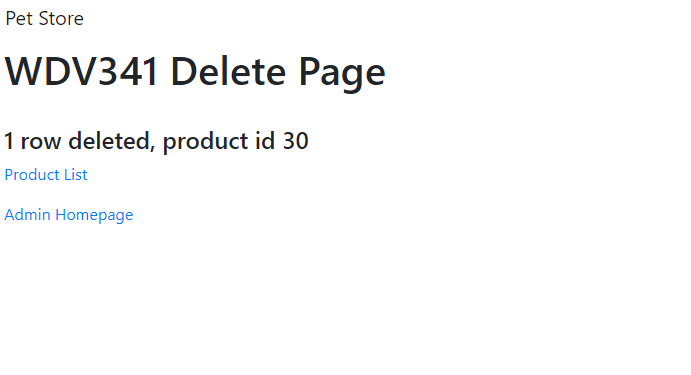 Pet Store
WDV341 Delete Page
1 row deleted, product id 30
Product List
Admin Homepage